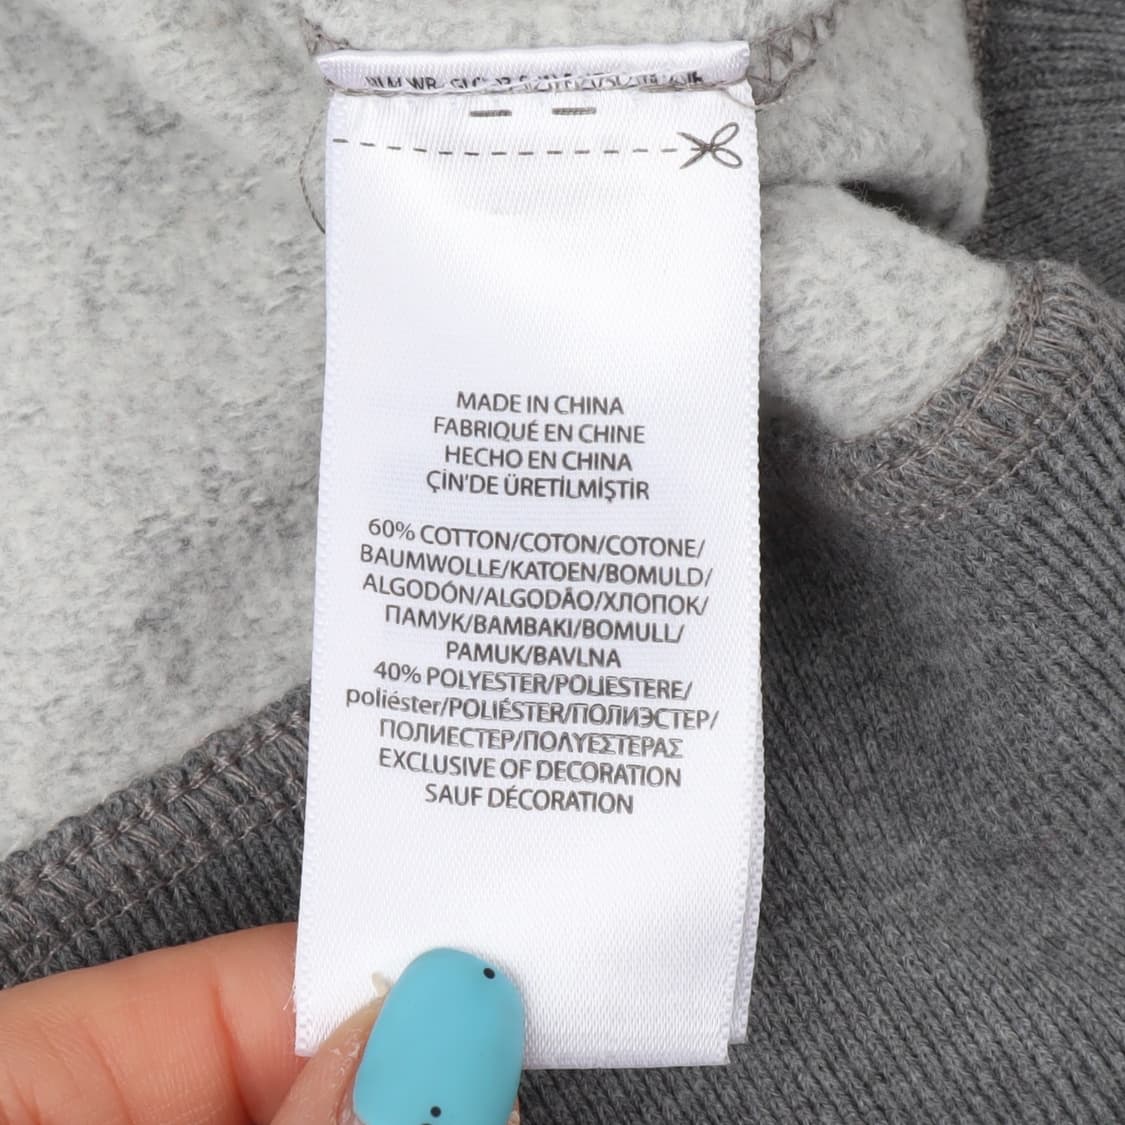 MADE IN CHINA
FABRIQUÉ EN CHINE
HECHO EN CHINA
ÇİN'DE ÜRETİLMİŞTİR
60% COTTON/COTON/COTONE/
BAUMWOLLE/KATOEN/BOMULD/
ALGODÓN/ALGODÃO/ХЛОПОК/
ПАМУК/BAMBAKI/BOMULL/
PAMUK/BAVLNA
40% POLYESTER/POLIESTERE/
poliéster/POLIÉSTER/ПОЛИЭСТЕР/
ПОЛИЕСТЕР/ΠΟΛΥΕΣΤΕΡΑΣ
EXCLUSIVE OF DECORATION
SAUF DÉCORATION